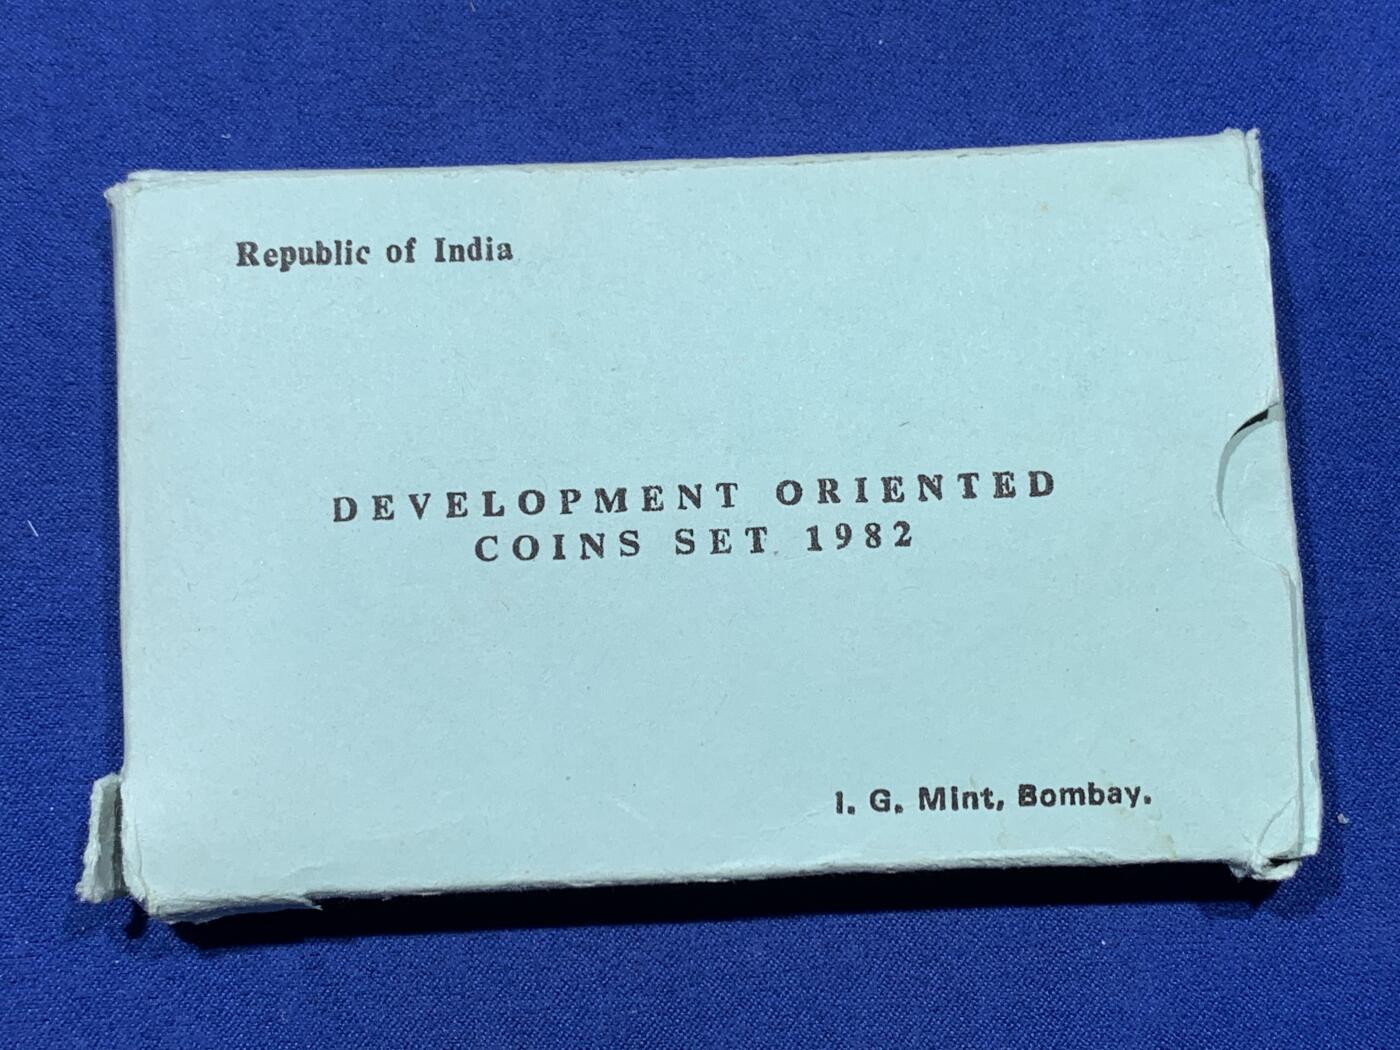 Republic of India
DEVELOPMENT ORIENTED
COINS SET 1982
I. G. Mint, Bombay.